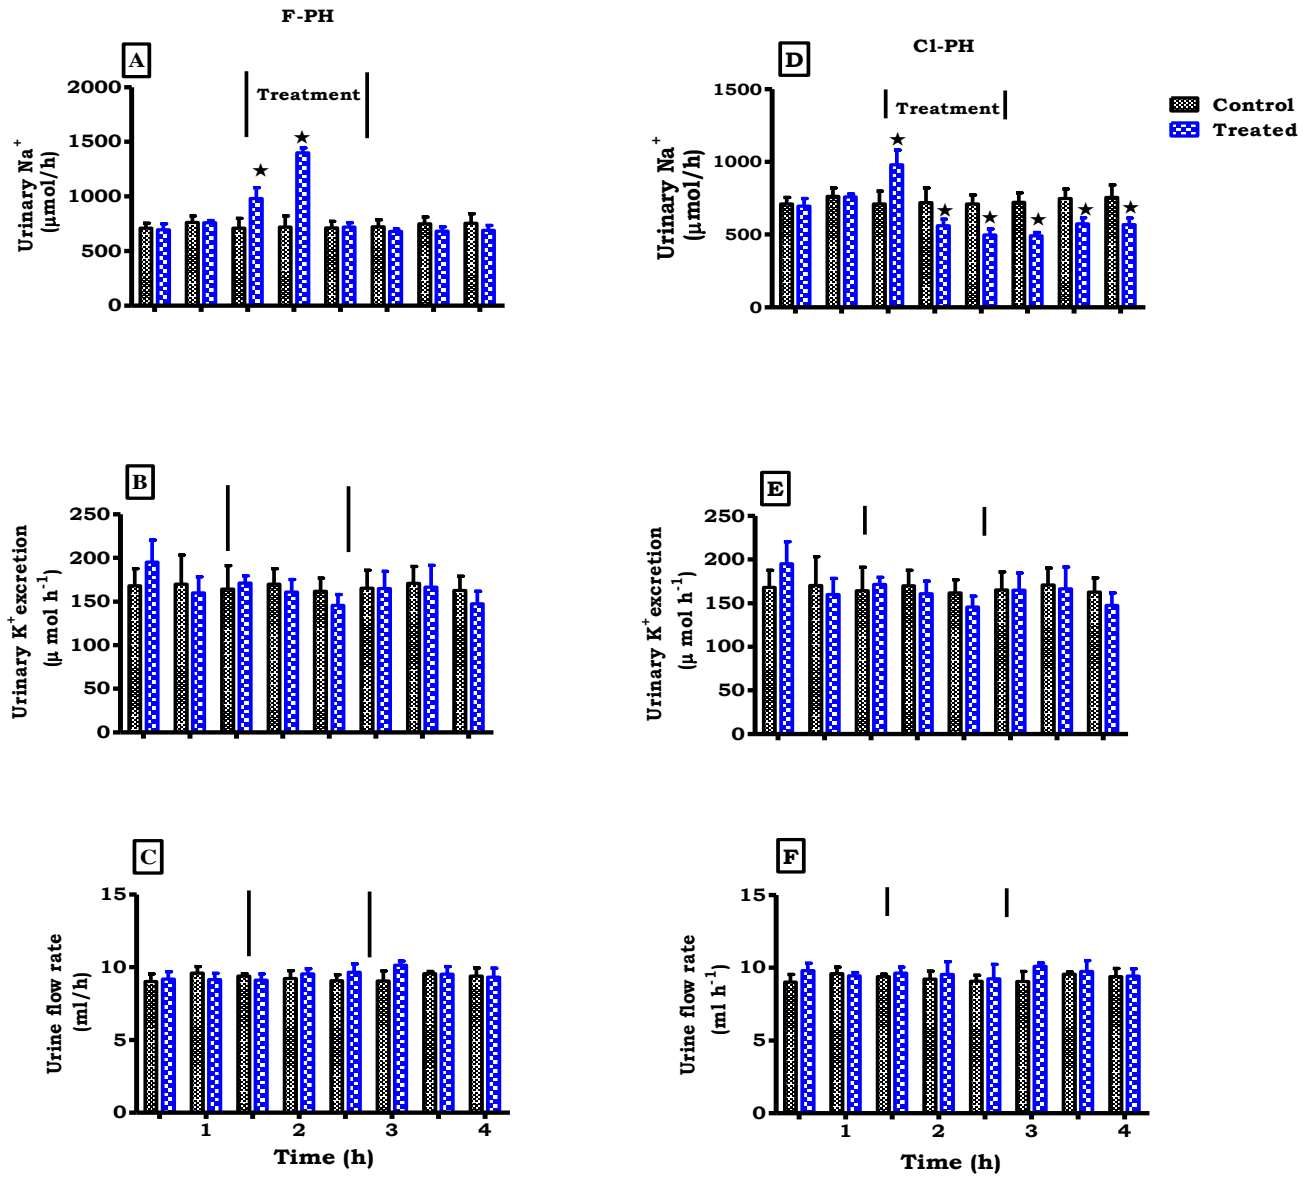 F-PH
A
Treatment
2000
1500
1000
500
0
Urinary Na⁺
(µmol/h)
Cl-PH
D
Treatment
1500
1000
500
0
Urinary Na⁺
(µmol/h)
Control
Treated
B
250
200
150
100
50
0
Urinary K⁺excretion
(µ mol h⁻¹)
E
250
200
150
100
50
0
Urinary K⁺excretion
(µ mol h⁻¹)
C
15
10
5
0
Urine flow rate
(ml/h)
1 2 3 4
Time (h)
F
15
10
5
0
Urine flow rate
(ml h⁻¹)
1 2 3 4
Time (h)